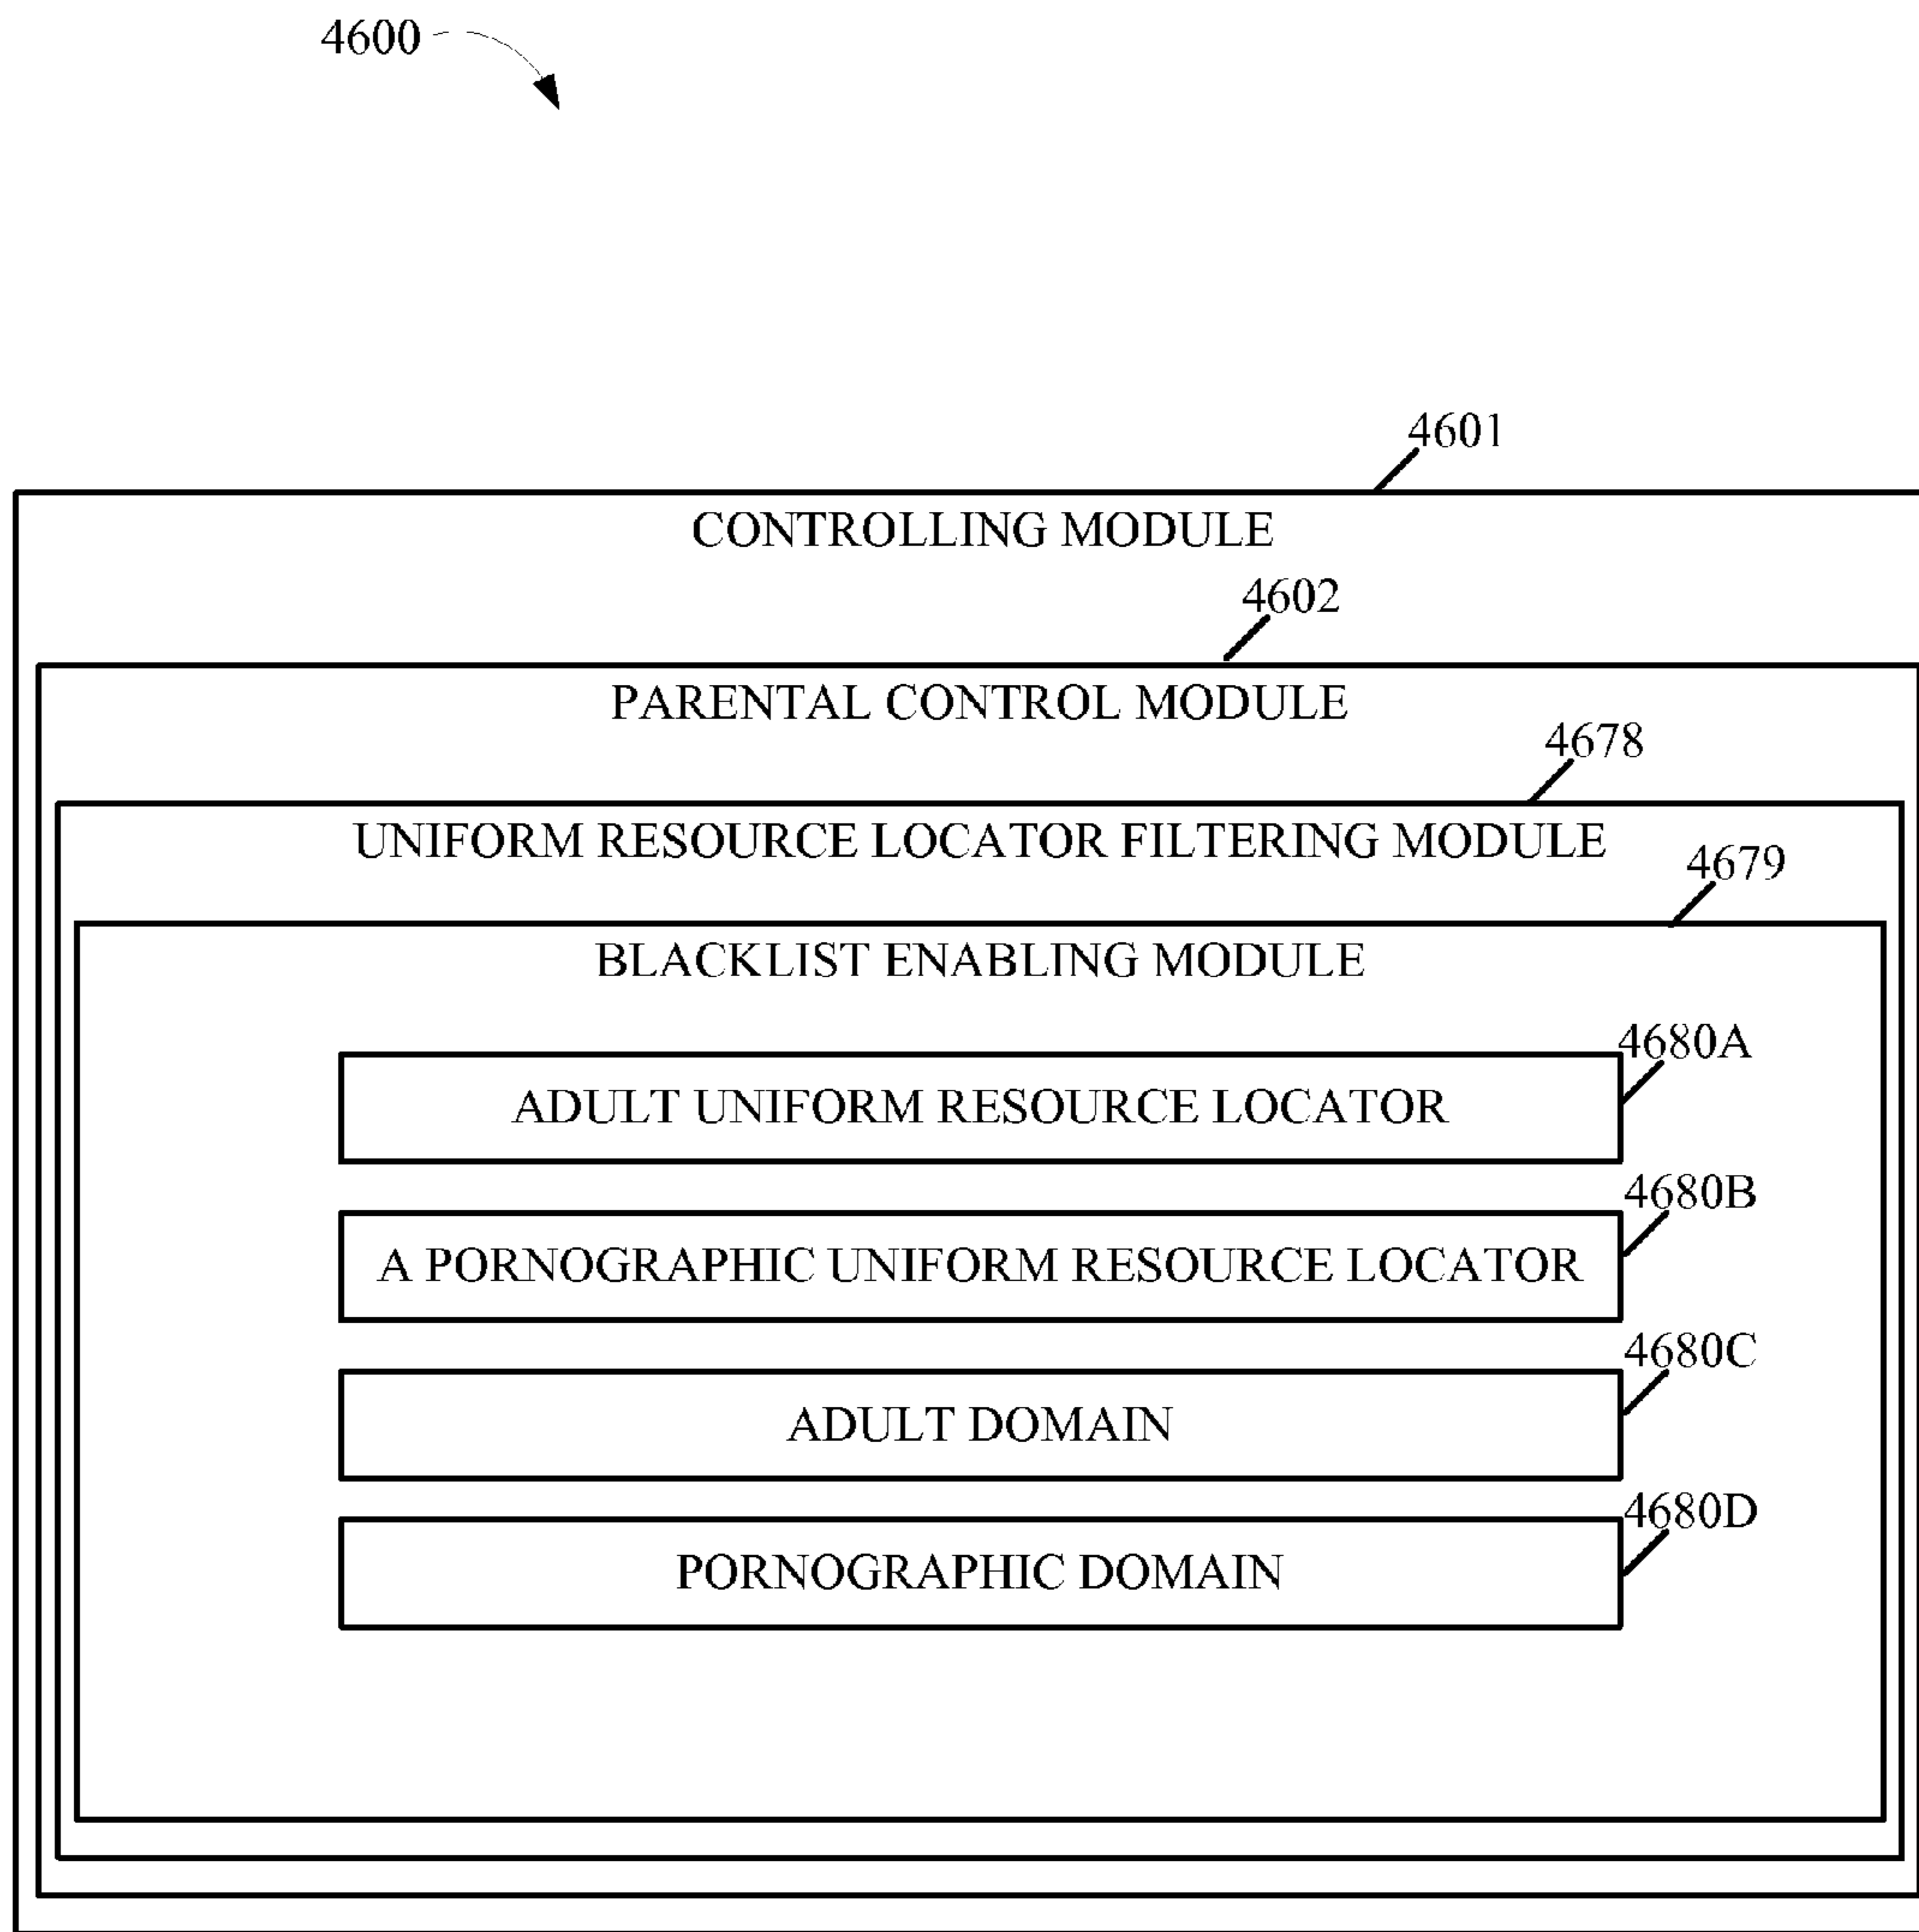 4600
4601
CONTROLLING MODULE
4602
PARENTAL CONTROL MODULE
4678
UNIFORM RESOURCE LOCATOR FILTERING MODULE
4679
BLACKLIST ENABLING MODULE
4680A
ADULT UNIFORM RESOURCE LOCATOR
4680B
A PORNOGRAPHIC UNIFORM RESOURCE LOCATOR
4680C
ADULT DOMAIN
4680D
PORNOGRAPHIC DOMAIN